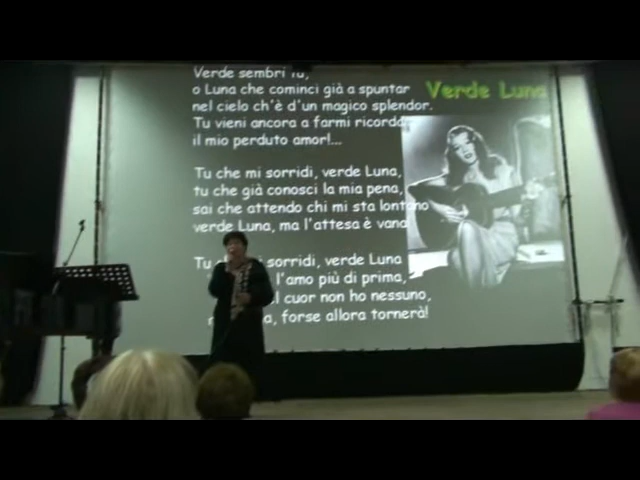 Verde sembri tu,
o Luna che cominci già a spuntar
nel cielo ch'è d'un magico splendor.
Tu vieni ancora a farmi ricordar
il mio perduto amor!...
Verde Luna
Tu che mi sorridi, verde Luna,
tu che già conosci la mia pena,
sai che attendo chi mi sta lontano
verde Luna, ma l'attesa è vana
Tu che mi sorridi, verde Luna
l'amo più di prima,
cuor non ho nessuno,
forse allora tornerà!